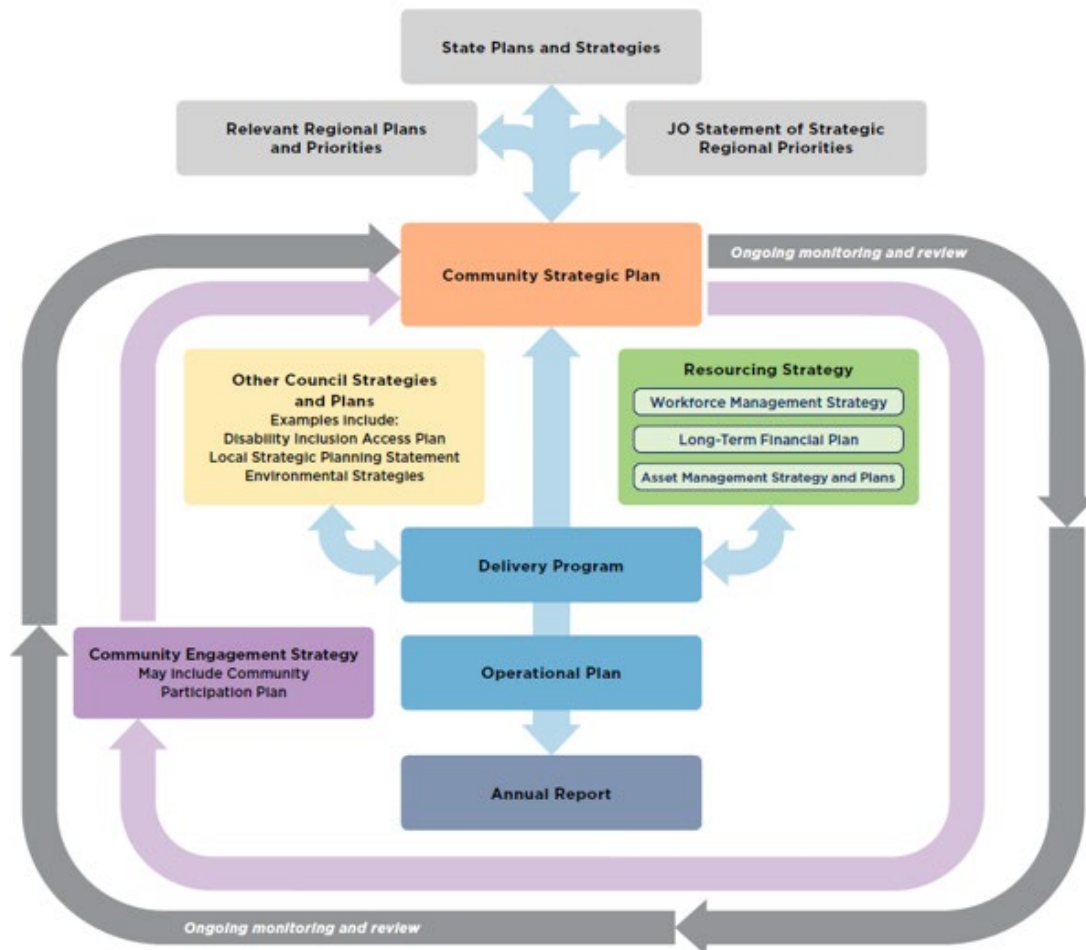 State Plans and Strategies
Relevant Regional Plans
and Priorities
JO Statement of Strategic
Regional Priorities
Community Strategic Plan
Ongoing monitoring and review
Other Council Strategies
and Plans
Examples include:
Disability Inclusion Access Plan
Local Strategic Planning Statement
Environmental Strategies
Resourcing Strategy
Workforce Management Strategy
Long-Term Financial Plan
Asset Management Strategy and Plans
Delivery Program
Community Engagement Strategy
May include Community
Participation Plan
Operational Plan
Annual Report
Ongoing monitoring and review